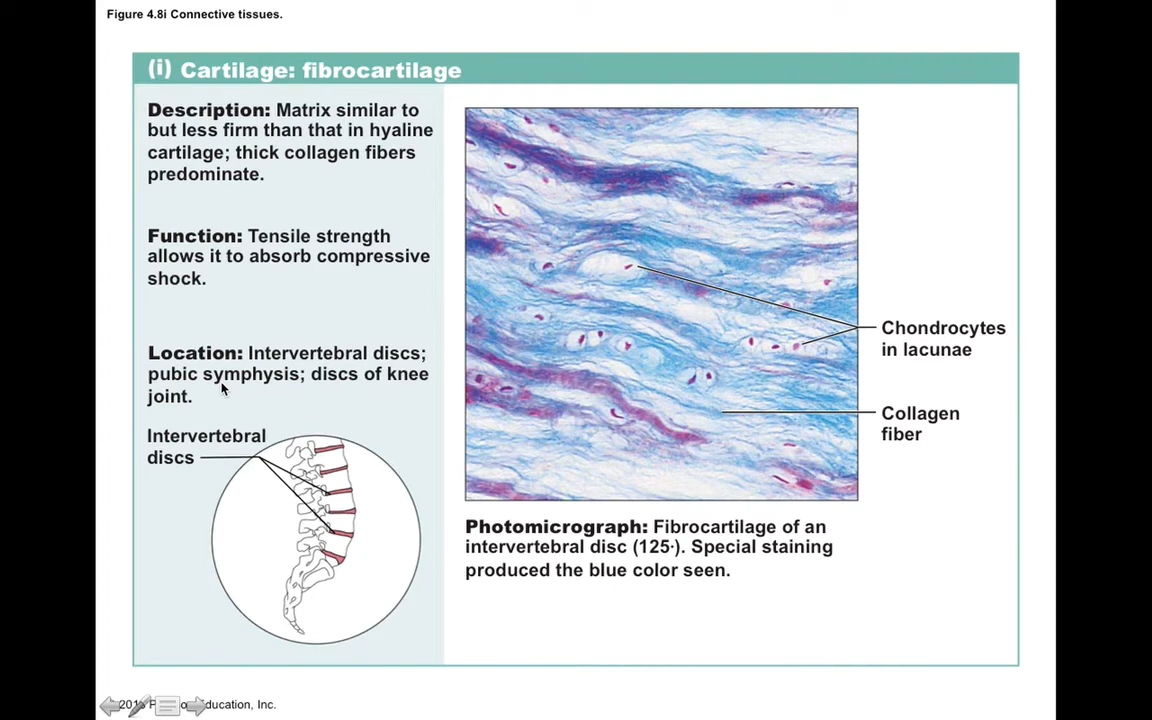 Figure 4.8i Connective tissues.
(i) Cartilage: fibrocartilage
Description: Matrix similar to
but less firm than that in hyaline
cartilage; thick collagen fibers
predominate.
Function: Tensile strength
allows it to absorb compressive
shock.
Location: Intervertebral discs;
pubic symphysis; discs of knee
joint.
Intervertebral
discs
Chondrocytes
in lacunae
Collagen
fiber
Photomicrograph: Fibrocartilage of an
intervertebral disc (125·). Special staining
produced the blue color seen.
Education, Inc.